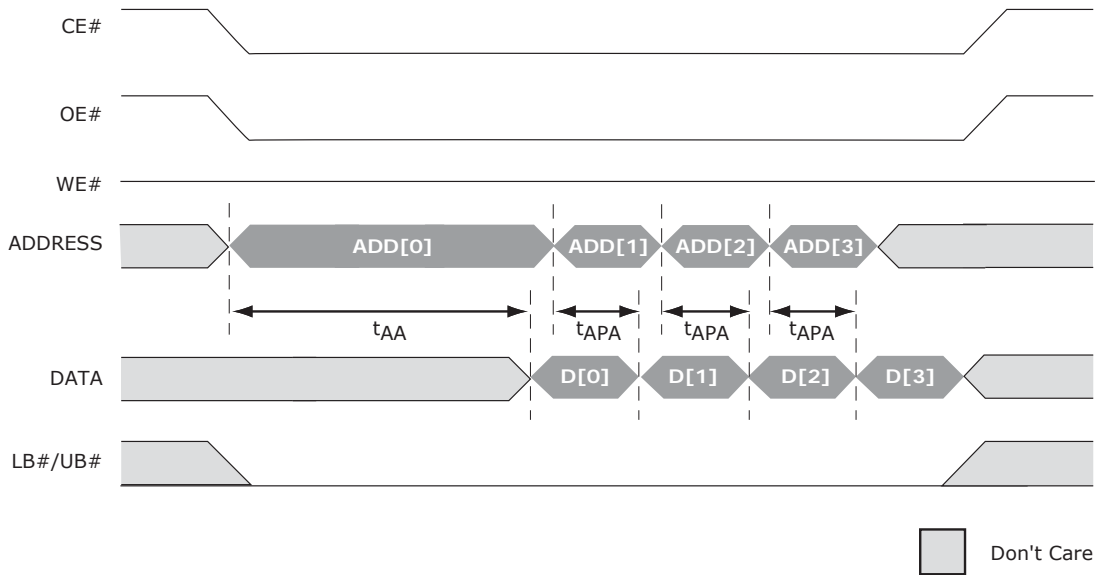 CE#
OE#
WE#
ADDRESS ADD[0] ADD[1] ADD[2] ADD[3]
tAA tAPA tAPA tAPA
DATA D[0] D[1] D[2] D[3]
LB#/UB#
Don't Care